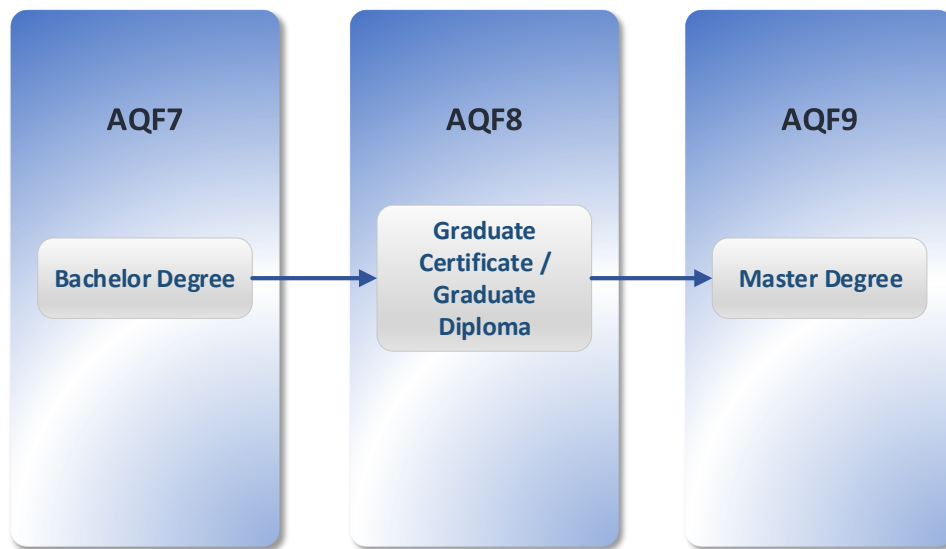 AQF7
Bachelor Degree
AQF8
Graduate
Certificate /
Graduate
Diploma
AQF9
Master Degree